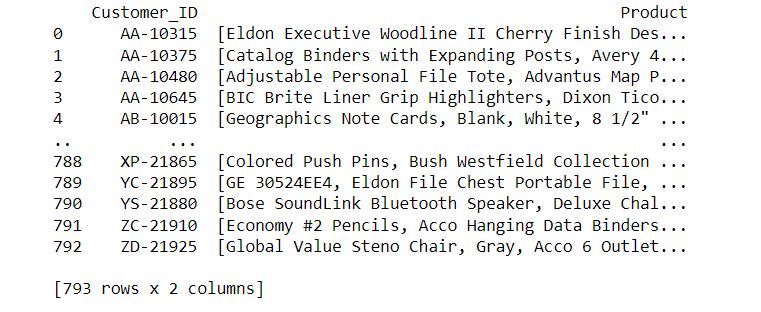 Customer_ID Product
0 AA-10315 [Eldon Executive Woodline II Cherry Finish Des...
1 AA-10375 [Catalog Binders with Expanding Posts, Avery 4...
2 AA-10480 [Adjustable Personal File Tote, Advantus Map P...
3 AA-10645 [BIC Brite Liner Grip Highlighters, Dixon Tico...
4 AB-10015 [Geographics Note Cards, Blank, White, 8 1/2" ...
.. ... ...
788 XP-21865 [Colored Push Pins, Bush Westfield Collection ...
789 YC-21895 [GE 30524EE4, Eldon File Chest Portable File, ...
790 YS-21880 [Bose SoundLink Bluetooth Speaker, Deluxe Chal...
791 ZC-21910 [Economy #2 Pencils, Acco Hanging Data Binders...
792 ZD-21925 [Global Value Steno Chair, Gray, Acco 6 Outlet...
[793 rows x 2 columns]